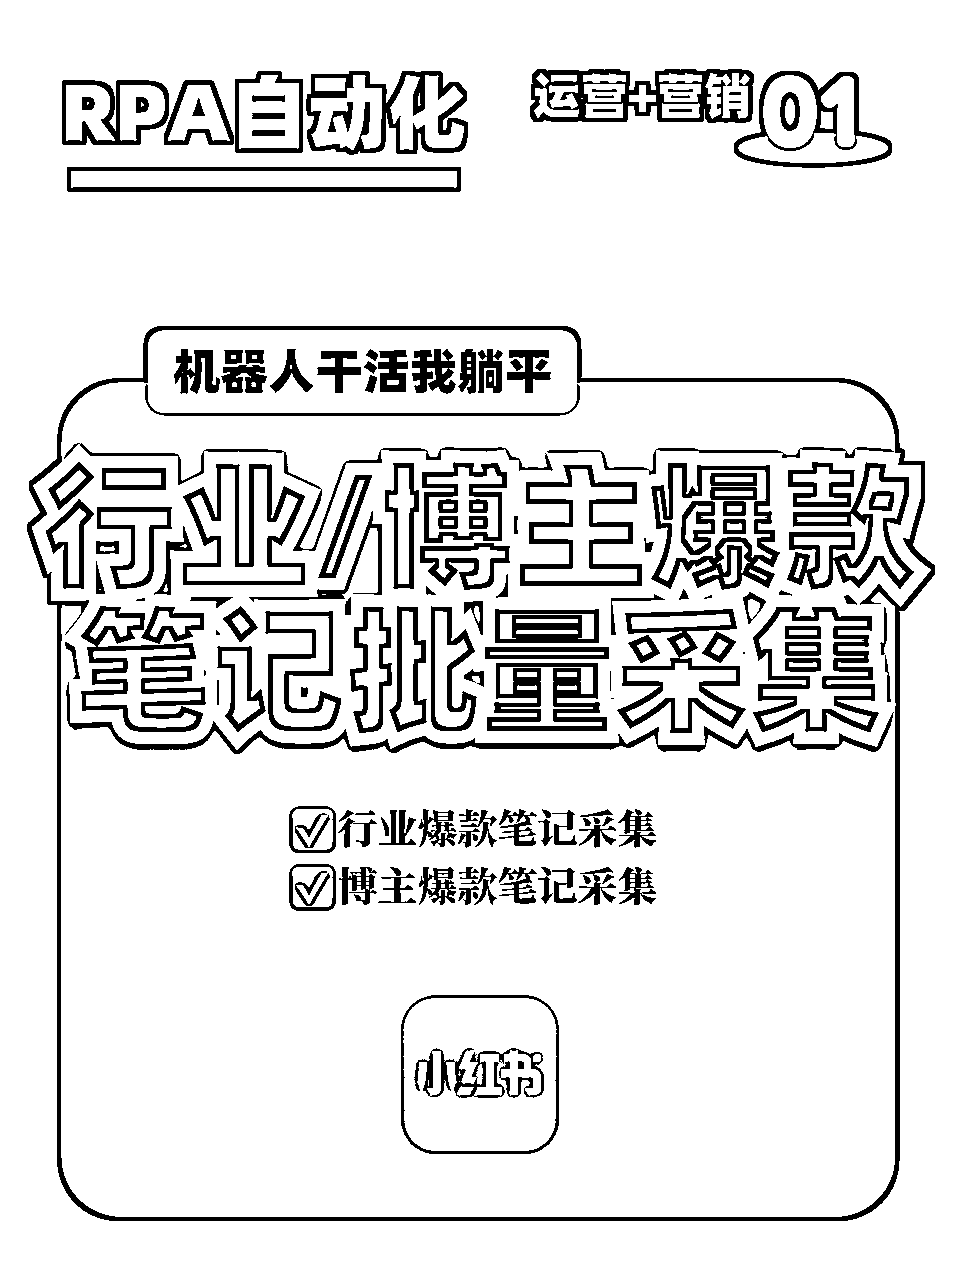 RPA自动化
运营+营销01
机器人干活我躺平
行业//博主爆款
笔记批量采集
行业爆款笔记采集
博主爆款笔记采集
小红书